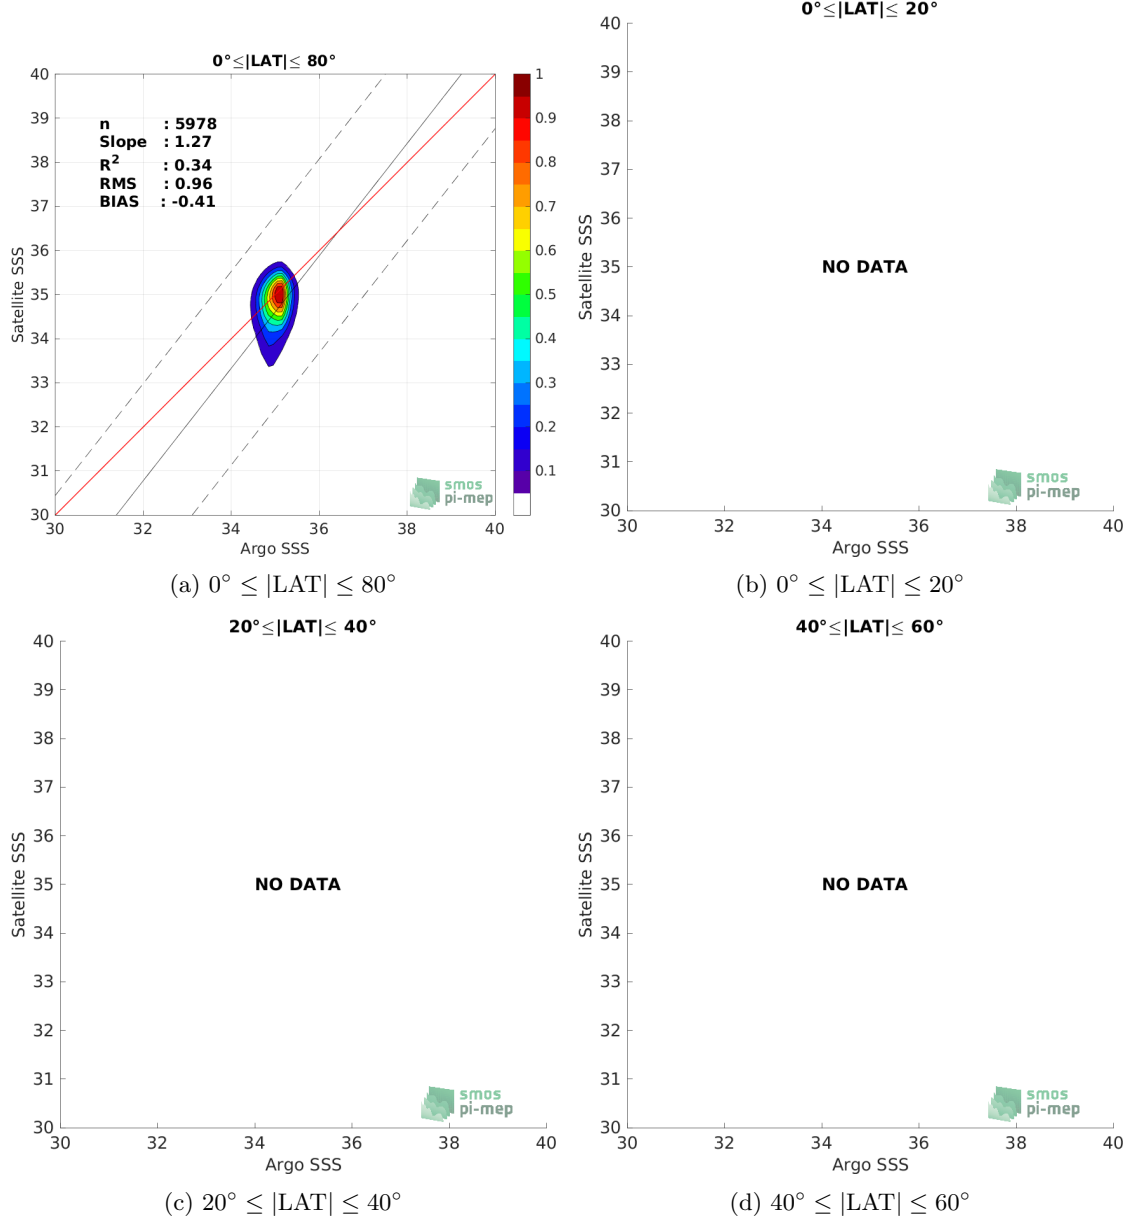 0°≤|LAT|≤ 80°
40
39
38
37
36
35
34
33
32
31
30
Satellite SSS
n : 5978
Slope : 1.27
R² : 0.34
RMS : 0.96
BIAS : -0.41
1
0.9
0.8
0.7
0.6
0.5
0.4
0.3
0.2
0.1
smos
pi-mep
30 32 34 36 38 40
Argo SSS
(a) 0° ≤ |LAT| ≤ 80°
0°≤|LAT|≤ 20°
40
39
38
37
36
35
34
33
32
31
30
Satellite SSS
NO DATA
smos
pi-mep
30 32 34 36 38 40
Argo SSS
(b) 0° ≤ |LAT| ≤ 20°
20°≤|LAT|≤ 40°
40
39
38
37
36
35
34
33
32
31
30
Satellite SSS
NO DATA
smos
pi-mep
30 32 34 36 38 40
Argo SSS
(c) 20° ≤ |LAT| ≤ 40°
40°≤|LAT|≤ 60°
40
39
38
37
36
35
34
33
32
31
30
Satellite SSS
NO DATA
smos
pi-mep
30 32 34 36 38 40
Argo SSS
(d) 40° ≤ |LAT| ≤ 60°